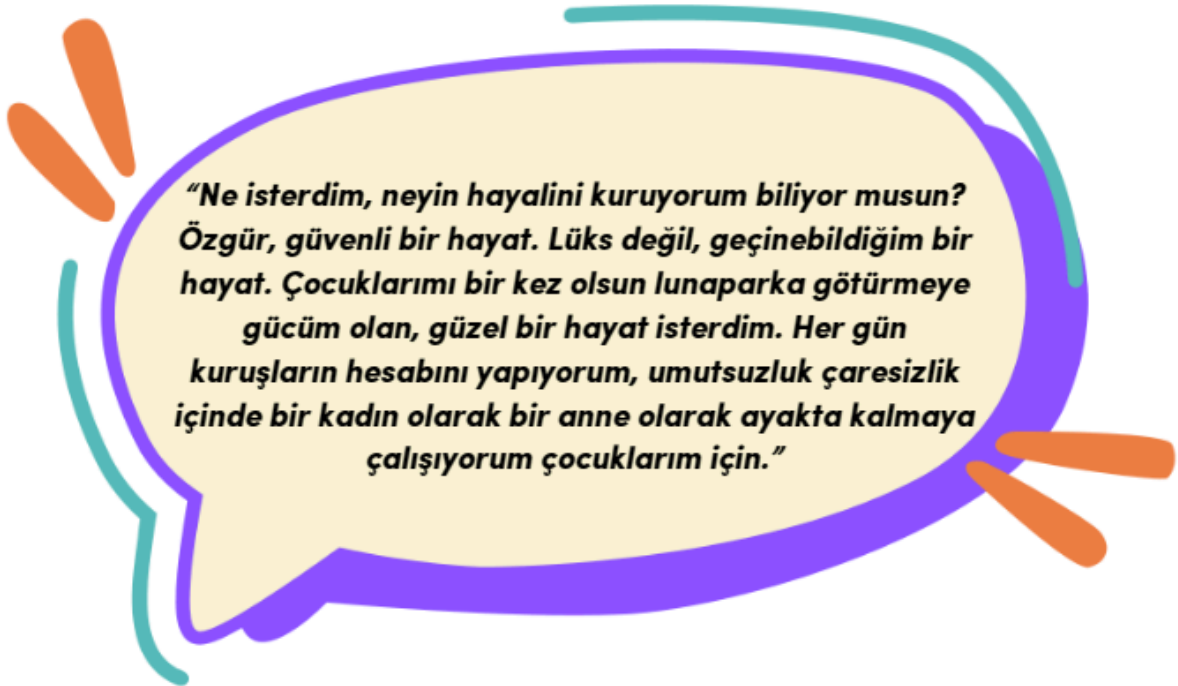 “Ne isterdim, neyin hayalini kuruyorum biliyor musun?
Özgür, güvenli bir hayat. Lüks değil, geçinebildiğim bir
hayat. Çocuklarımı bir kez olsun lunaparka götürmeye
gücüm olan, güzel bir hayat isterdim. Her gün
kuruşların hesabını yapıyorum, umutsuzluk çaresizlik
içinde bir kadın olarak bir anne olarak ayakta kalmaya
çalışıyorum çocuklarım için.”